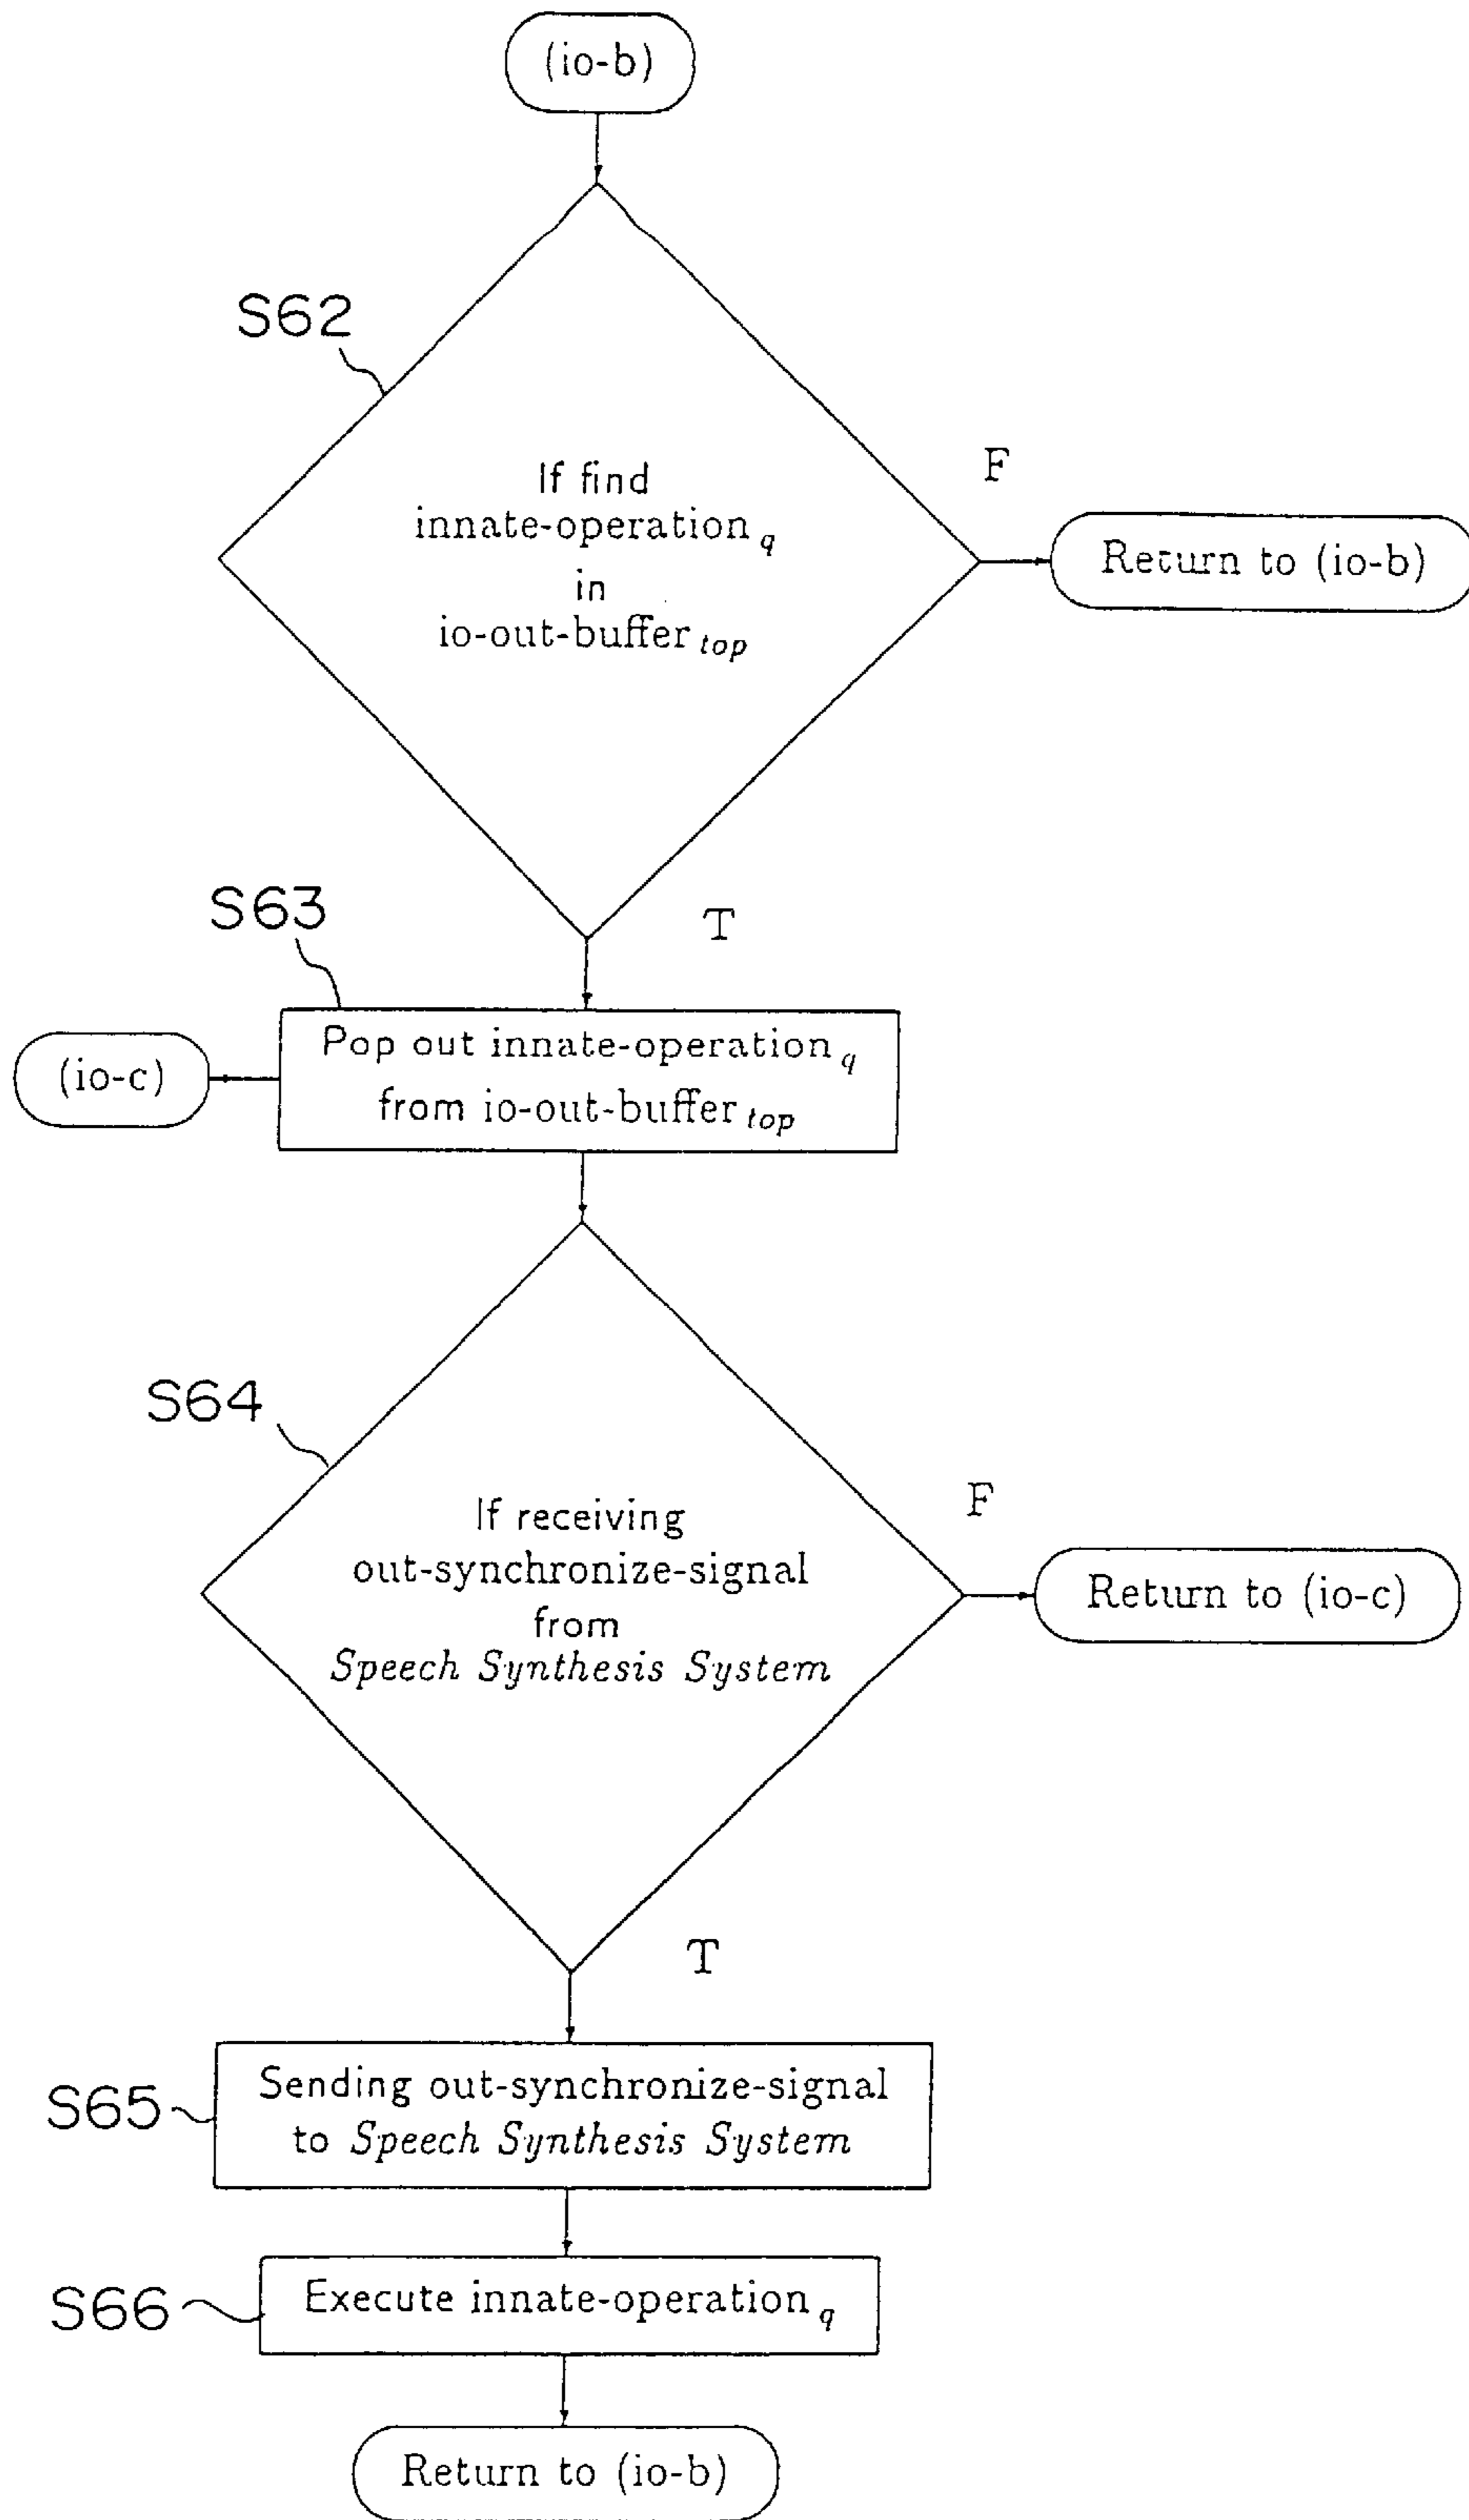 (io-b)
S62
If find
innate-operation q
in
io-out-buffer top
F
Return to (io-b)
T
S63
Pop out innate-operation q
from io-out-buffer top
(io-c)
S64
If receiving
out-synchronize-signal
from
Speech Synthesis System
F
Return to (io-c)
T
S65
Sending out-synchronize-signal
to Speech Synthesis System
S66
Execute innate-operation q
Return to (io-b)